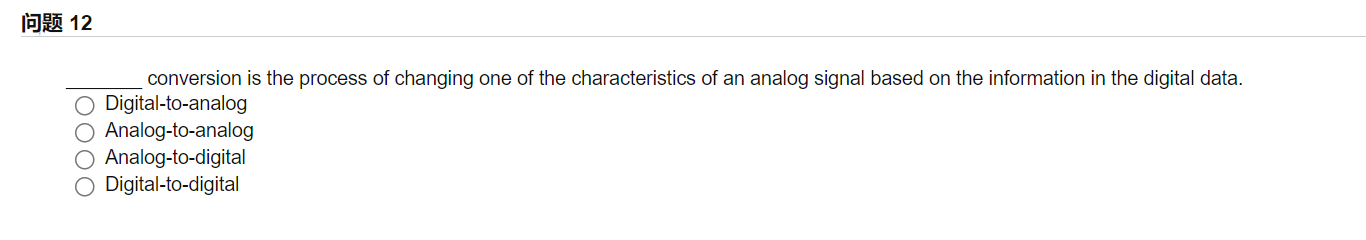 问题 12
________ conversion is the process of changing one of the characteristics of an analog signal based on the information in the digital data.
Digital-to-analog
Analog-to-analog
Analog-to-digital
Digital-to-digital